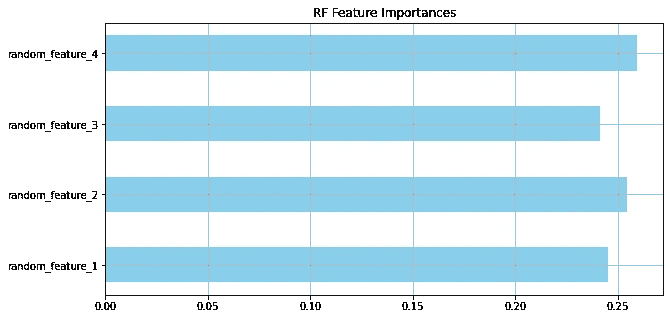 RF Feature Importances
random_feature_4
random_feature_3
random_feature_2
random_feature_1
0.00 0.05 0.10 0.15 0.20 0.25